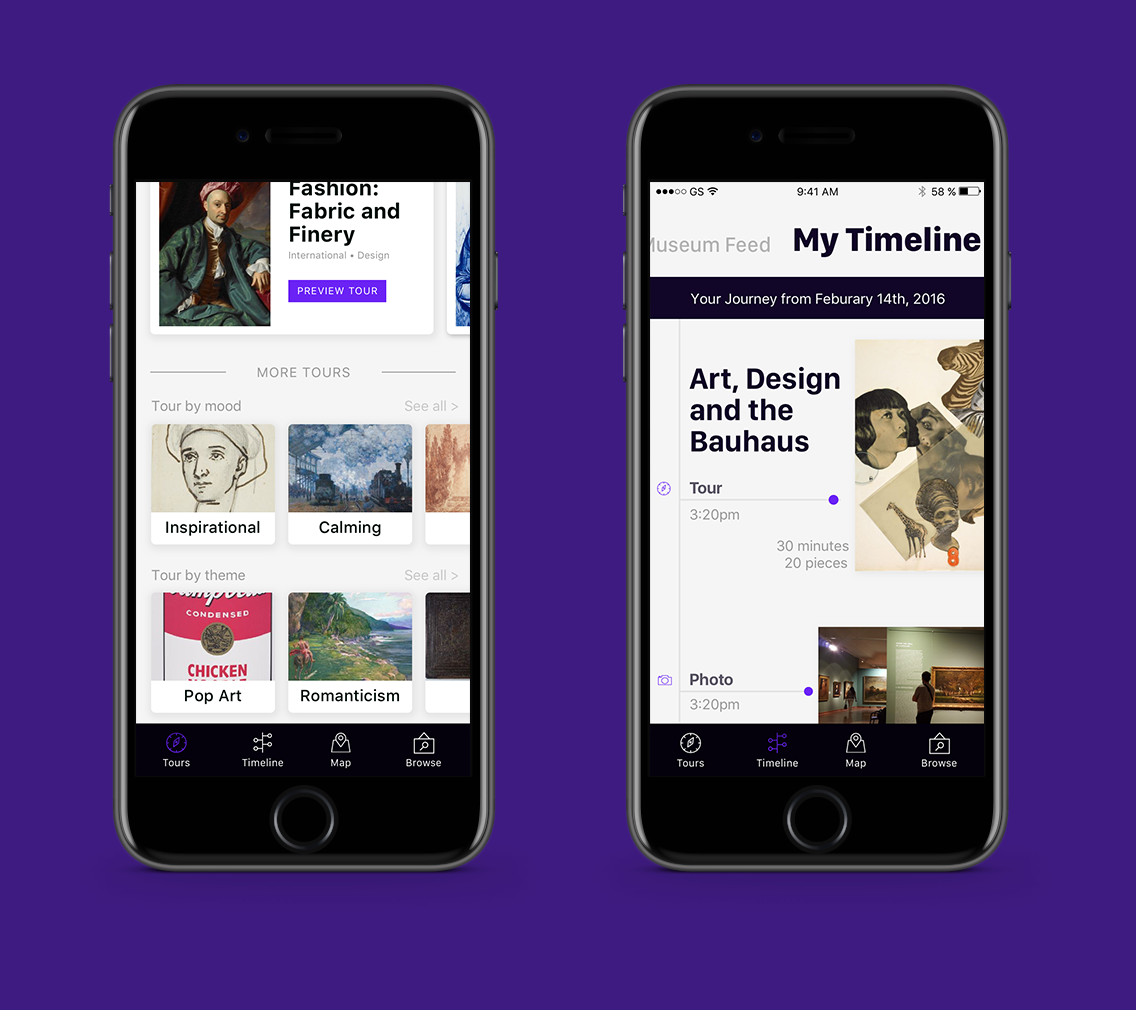 Fashion:
Fabric and
Finery
International • Design
PREVIEW TOUR
MORE TOURS
Tour by mood
See all >
Inspirational
Calming
Tour by theme
See all >
Campbell's
CONDENSED
CHICKEN
NOODLE
Pop Art
Romanticism
Tours
Timeline
Map
Browse
GS
9:41 AM
58 %
Museum Feed
My Timeline
Your Journey from Feburary 14th, 2016
Art, Design
and the
Bauhaus
Tour
3:20pm
30 minutes
20 pieces
Photo
3:20pm
Tours
Timeline
Map
Browse